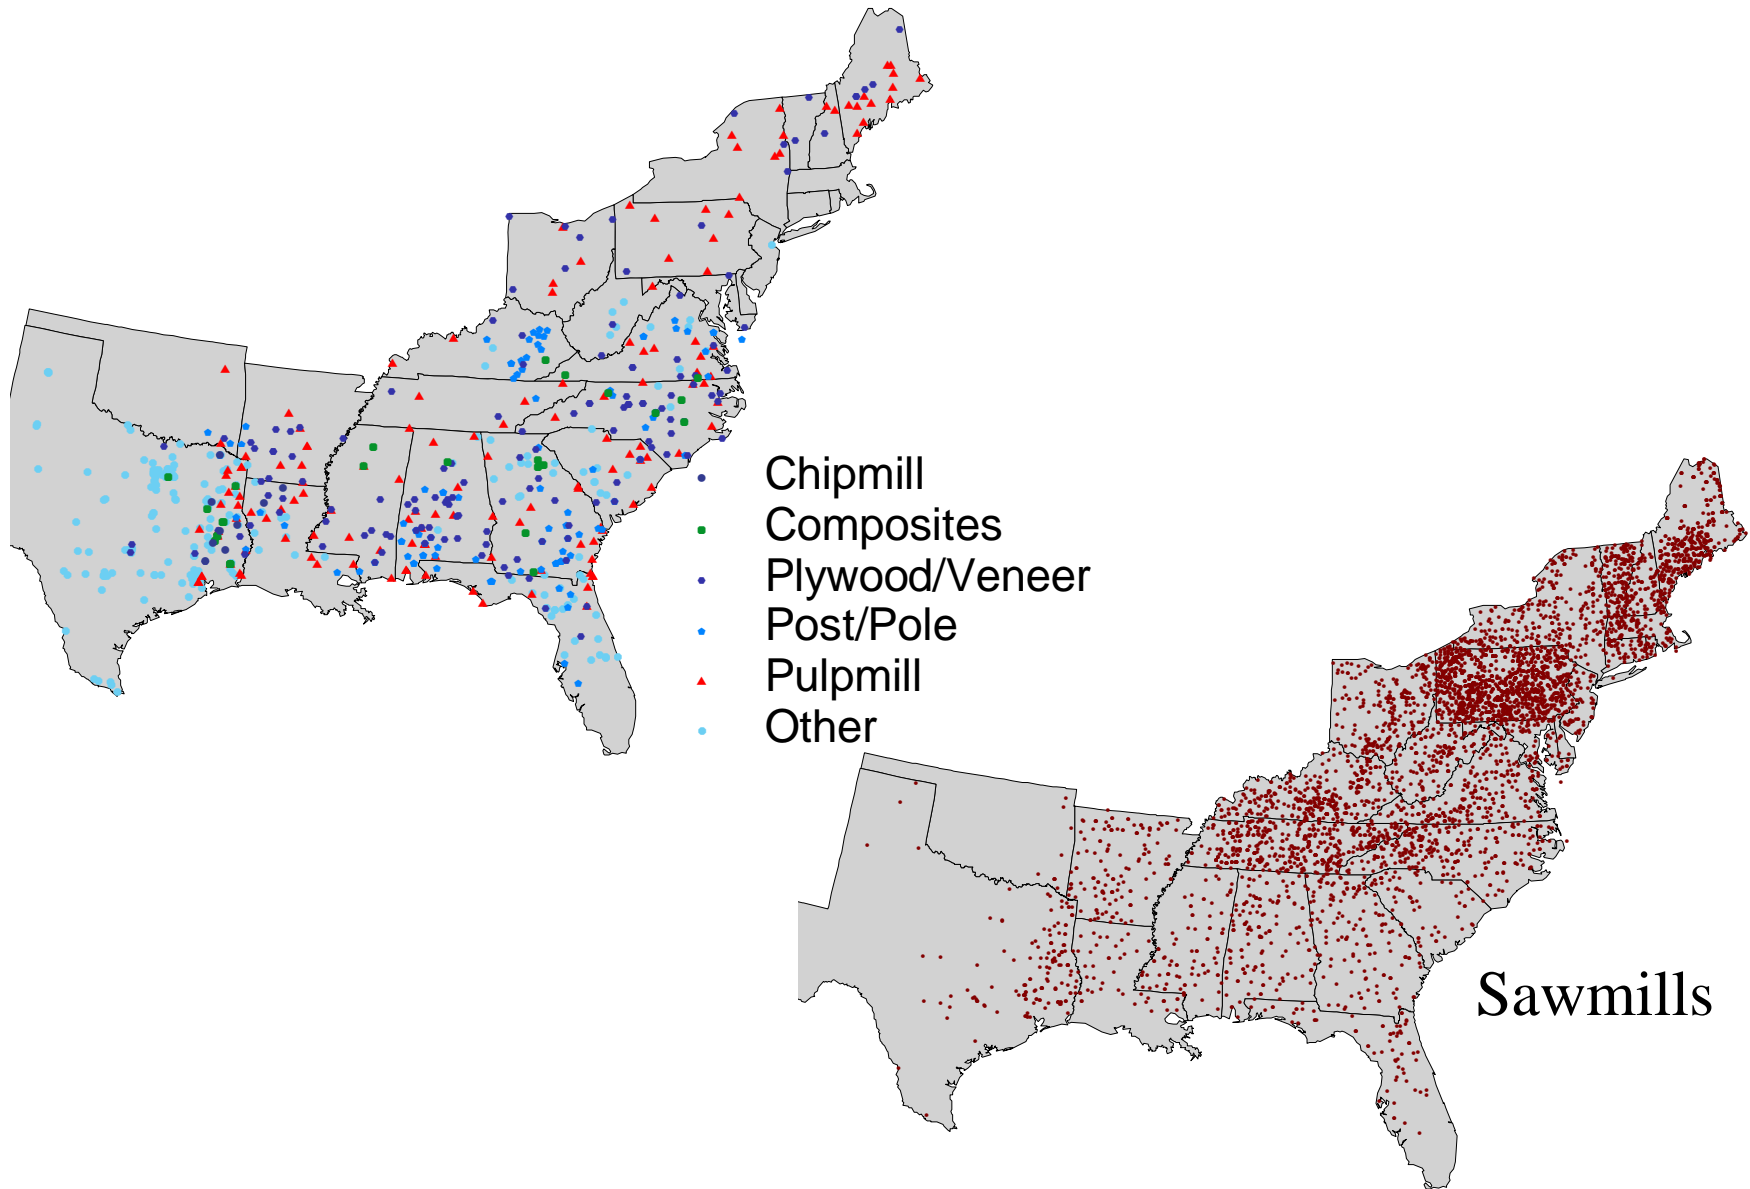 Chipmill
Composites
Plywood/Veneer
Post/Pole
Pulpmill
Other
Sawmills